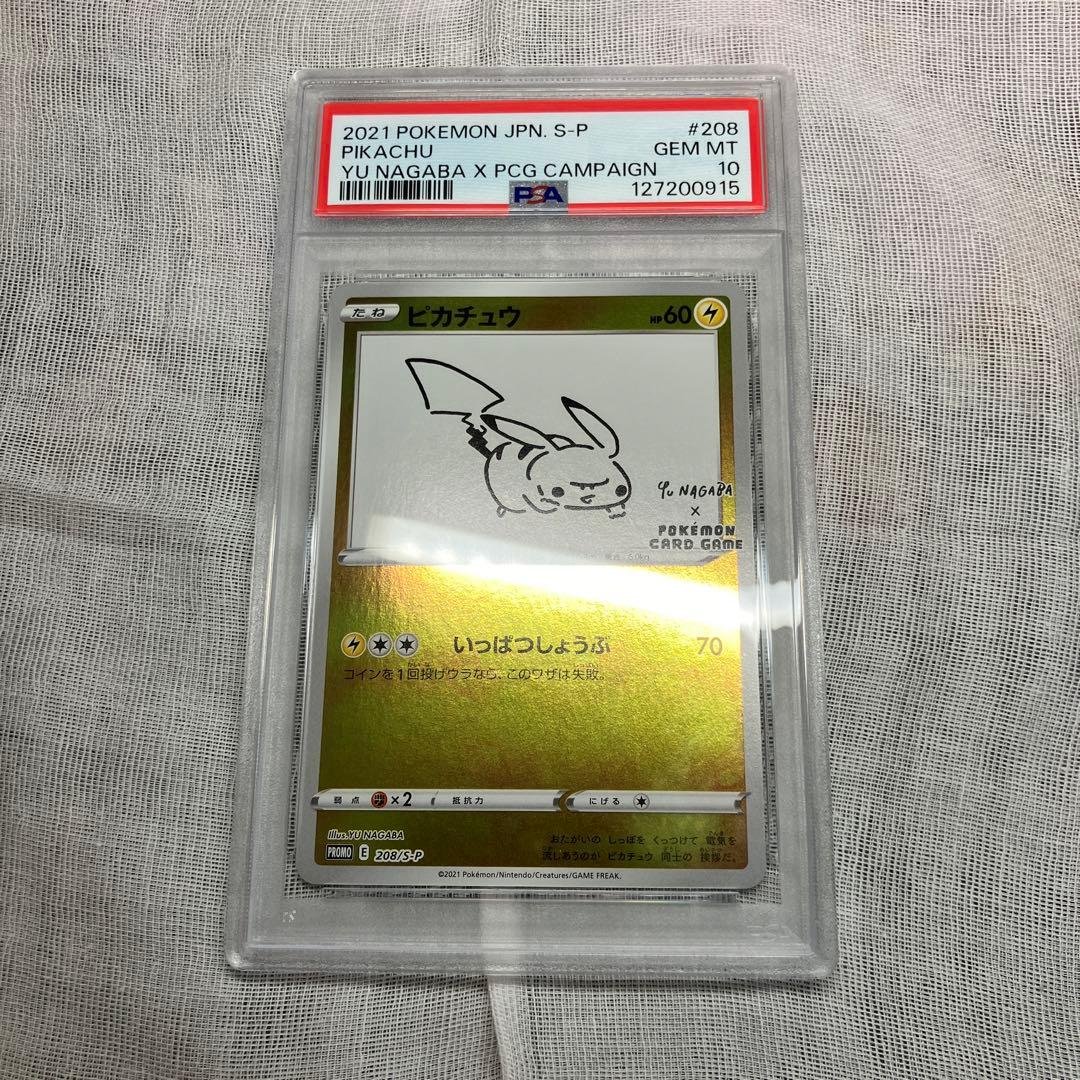 2021 POKEMON JPN. S-P #208
PIKACHU GEM MT
YU NAGABA X PCG CAMPAIGN 10
PSA 127200915
たね ピカチュウ HP60
YU NAGABA
×
POKÉMON
CARD GAME
いっぱつしょうぶ 70
コインを1回投げウラなら、このワザは失敗。
弱点 ×2 抵抗力 にげる
Illus.YU NAGABA
PROMO E 208/S-P
おたがいの しっぽを くっつけて 電気を
流しあうのが ピカチュウ 同士の 挨拶だ。
©2021 Pokémon/Nintendo/Creatures/GAME FREAK.